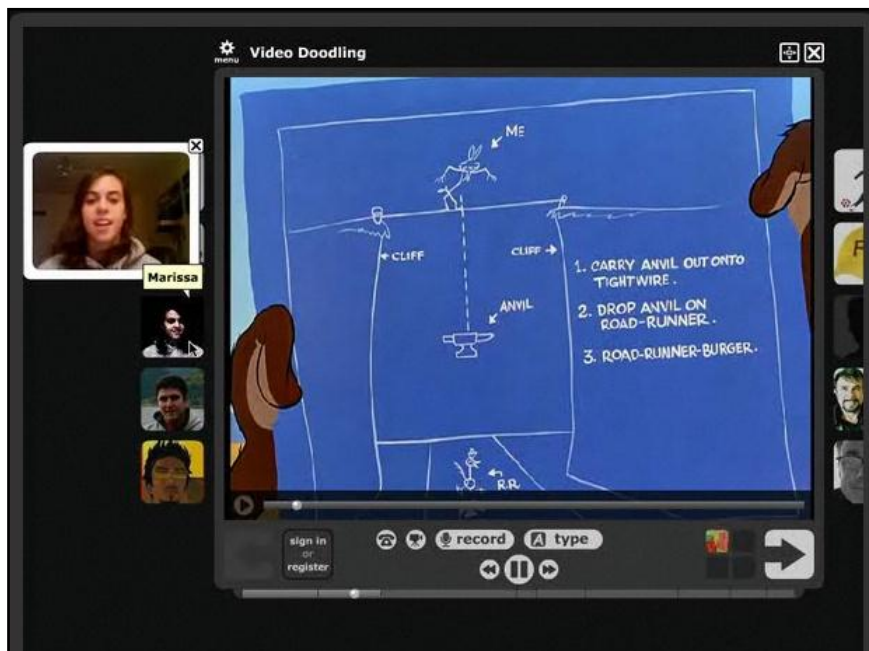 menu
Video Doodling
ME
CLIFF
CLIFF
ANVIL
1. CARRY ANVIL OUT ONTO
TIGHTWIRE.
2. DROP ANVIL ON
ROAD-RUNNER.
3. ROAD-RUNNER-BURGER.
R.R.
Marissa
F
sign in
or
register
record
A type